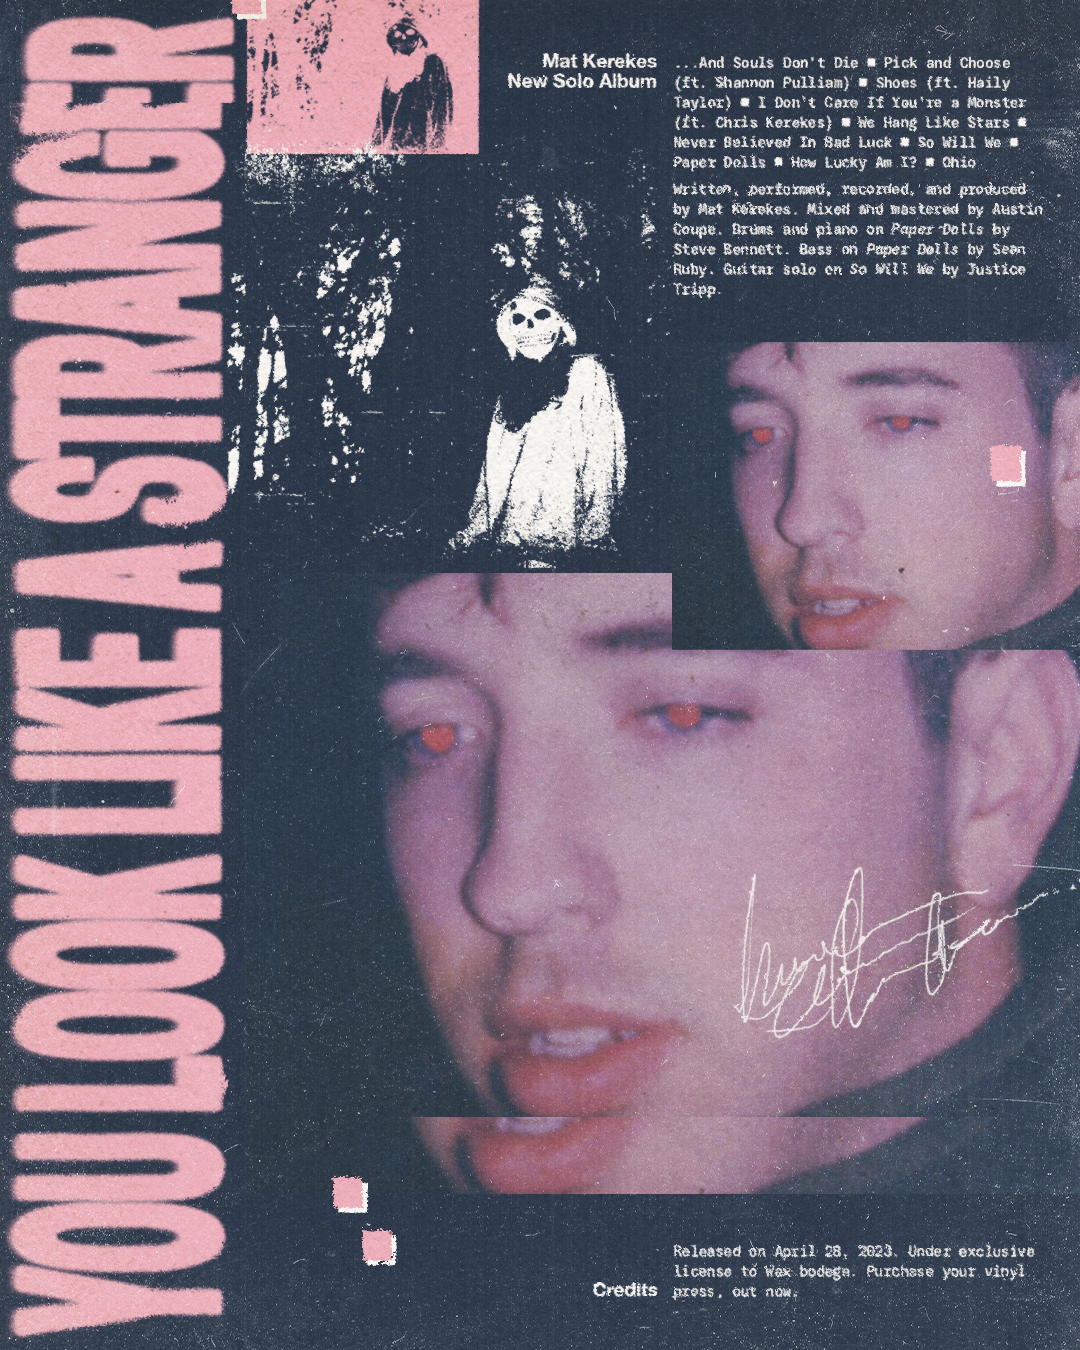 YOU LOOK LIKE A STRANGER
Mat Kerekes
New Solo Album
...And Souls Don't Die ■ Pick and Choose
(ft. Shannon Pulliam) ■ Shoes (ft. Haily
Taylor) ■ I Don't Care If You're a Monster
(ft. Chris Kerekes) ■ We Hang Like Stars ■
Never Believed In Bad Luck ■ So Will We ■
Paper Dolls ■ How Lucky Am I? ■ Ohio
Written, performed, recorded, and produced
by Mat Kerekes. Mixed and mastered by Austin
Coupe. Drums and piano on Paper Dolls by
Steve Bennett. Bass on Paper Dolls by Sean
Ruby. Guitar solo on So Will We by Justice
Tripp.
Released on April 28, 2023. Under exclusive
license to Wax bodega. Purchase your vinyl
press, out now.
Credits